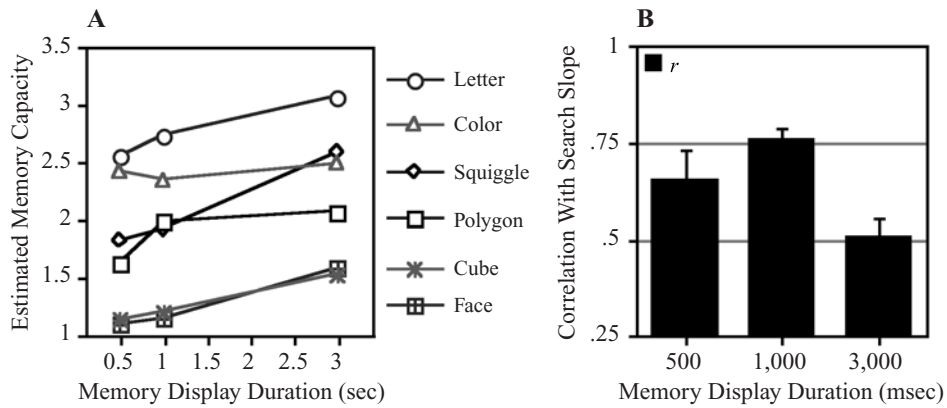 A
Estimated Memory Capacity
3.5
3
2.5
2
1.5
1
0.5 1 1.5 2 2.5 3
Memory Display Duration (sec)
Letter
Color
Squiggle
Polygon
Cube
Face
B
Correlation With Search Slope
1
.75
.5
.25
r
500 1,000 3,000
Memory Display Duration (msec)